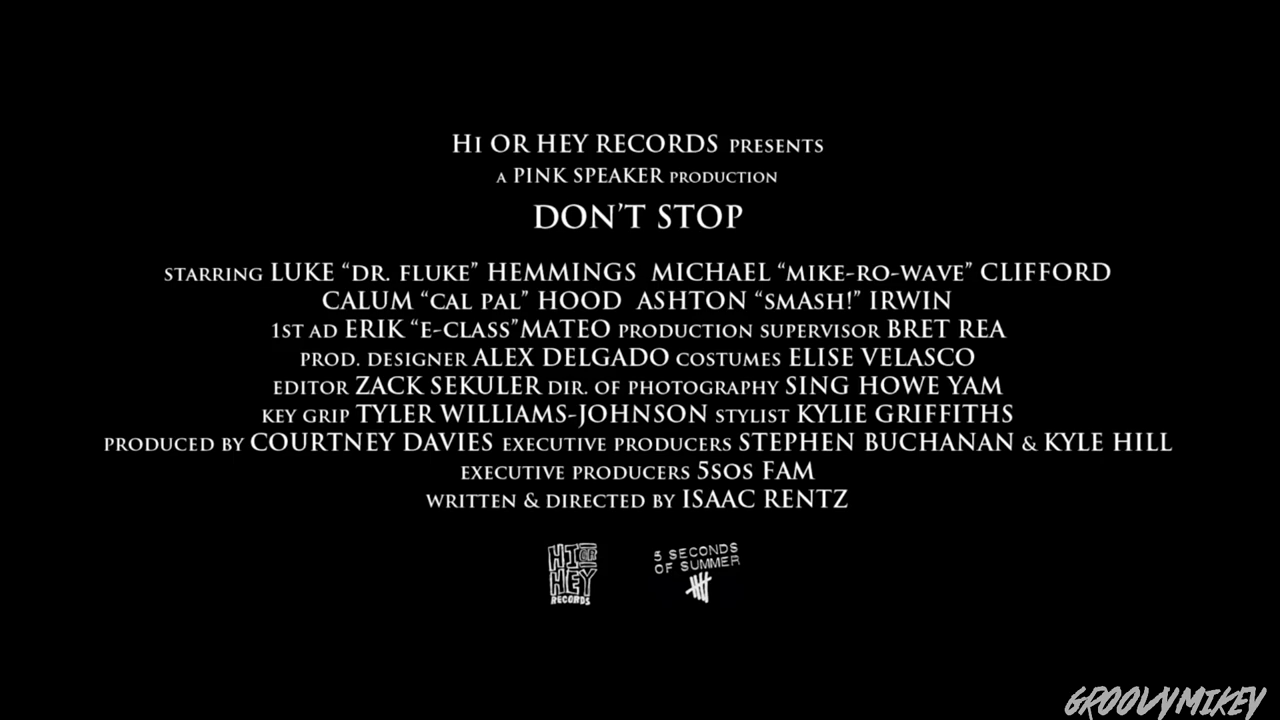 Hi OR HEY RECORDS PRESENTS
A PINK SPEAKER PRODUCTION
DON'T STOP
STARRING LUKE “DR. FLUKE” HEMMINGS MICHAEL “MIKE-RO-WAVE” CLIFFORD
CALUM “CAL PAL” HOOD ASHTON “SMASH!” IRWIN
1ST AD ERIK “E-CLASS”MATEO PRODUCTION SUPERVISOR BRET REA
PROD. DESIGNER ALEX DELGADO COSTUMES ELISE VELASCO
EDITOR ZACK SEKULER DIR. OF PHOTOGRAPHY SING HOWE YAM
KEY GRIP TYLER WILLIAMS-JOHNSON STYLIST KYLIE GRIFFITHS
PRODUCED BY COURTNEY DAVIES EXECUTIVE PRODUCERS STEPHEN BUCHANAN & KYLE HILL
EXECUTIVE PRODUCERS 5SOS FAM
WRITTEN & DIRECTED BY ISAAC RENTZ
HI OR
HEY
RECORDS
5 SECONDS
OF SUMMER
GROOVYMIKEY